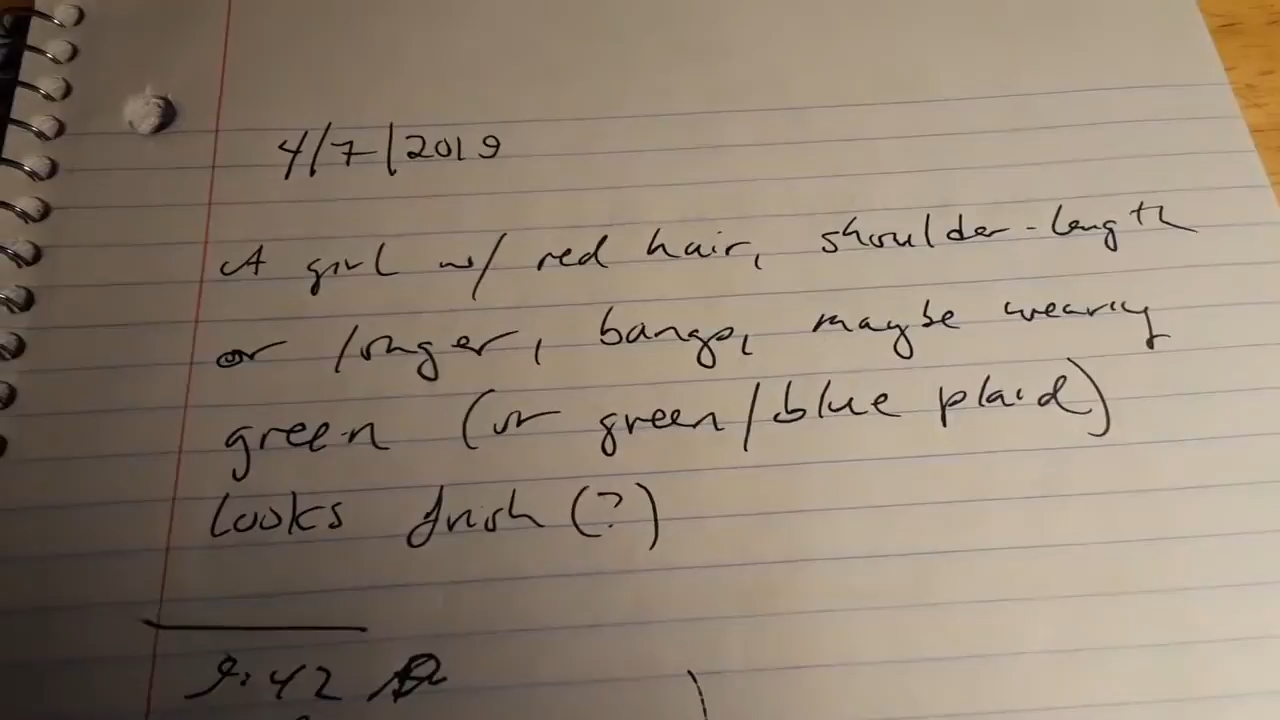 4/7/2019
A girl w/ red hair, shoulder-length
or longer, bangs, maybe wearing
green (or green/blue plaid)
looks Irish (?)
9:42